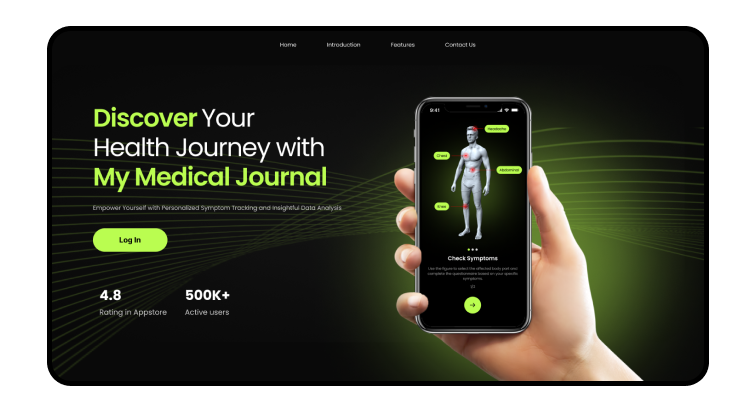 Home Introduction Features Contact Us
Discover Your
Health Journey with
My Medical Journal
Empower Yourself with Personalized Symptom Tracking and Insightful Data Analysis
Log In
4.8 500K+
Rating in Appstore Active users
9:41
Headache
Chest
Abdominal
Knee
Check Symptoms
Use the figure to select the affected body part and
complete the questionnaire based on your specific
symptoms.